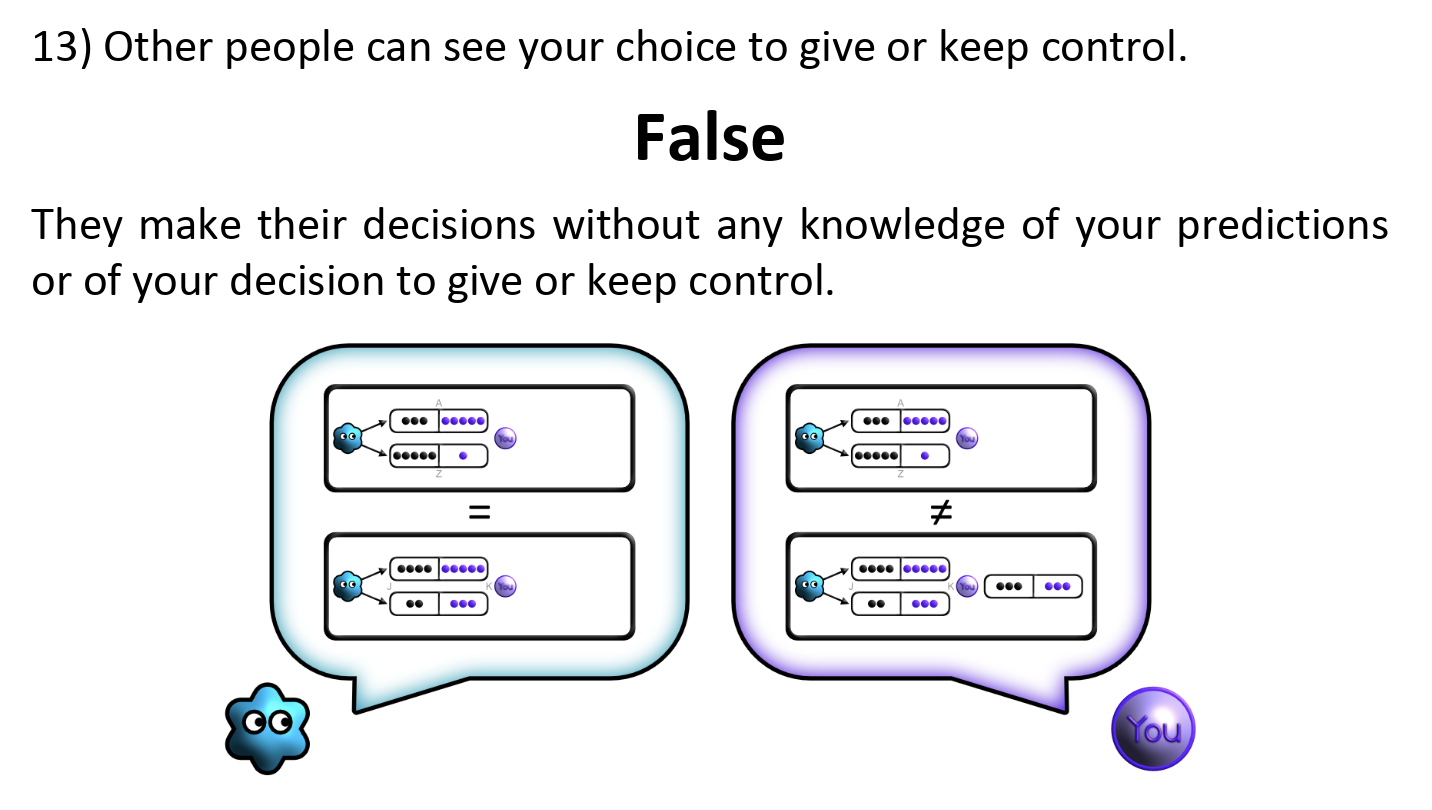 13) Other people can see your choice to give or keep control.
False
They make their decisions without any knowledge of your predictions
or of your decision to give or keep control.
A
You
Z
=
J
K
You
A
You
Z
≠
J
K
You
You